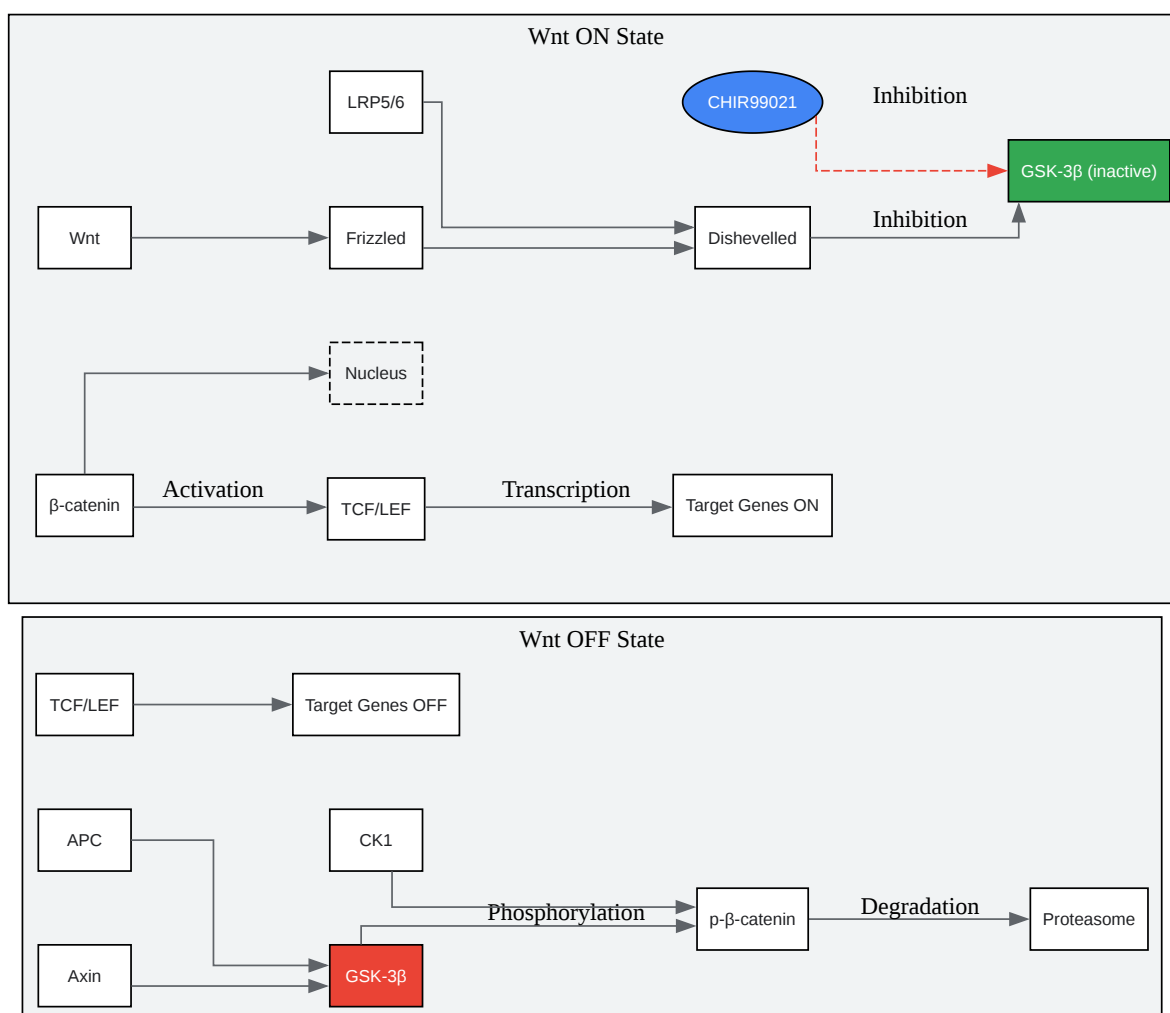 Wnt ON State
LRP5/6
CHIR99021
Inhibition
GSK-3β (inactive)
Wnt
Frizzled
Dishevelled
Inhibition
Nucleus
β-catenin
Activation
TCF/LEF
Transcription
Target Genes ON
Wnt OFF State
TCF/LEF
Target Genes OFF
APC
CK1
Phosphorylation
p-β-catenin
Degradation
Proteasome
Axin
GSK-3β